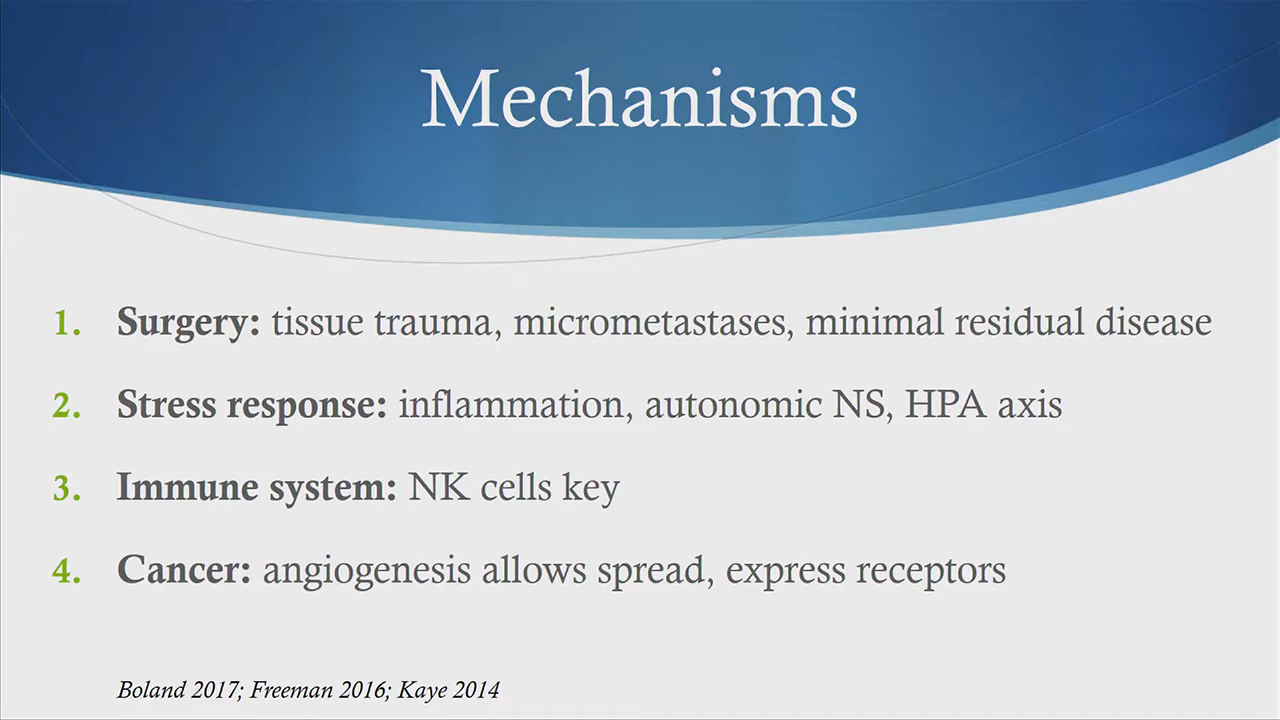 Mechanisms
1. Surgery: tissue trauma, micrometastases, minimal residual disease
2. Stress response: inflammation, autonomic NS, HPA axis
3. Immune system: NK cells key
4. Cancer: angiogenesis allows spread, express receptors
Boland 2017; Freeman 2016; Kaye 2014